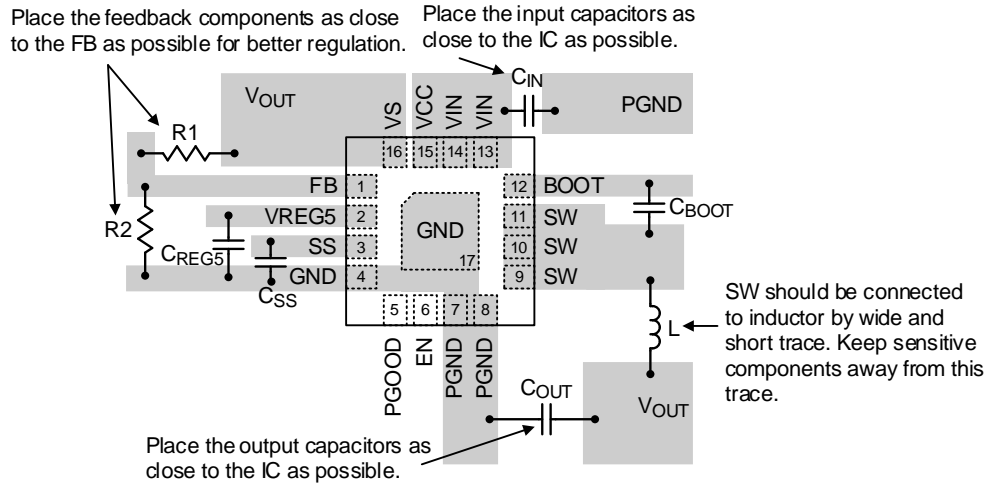 Place the feedback components as close
to the FB as possible for better regulation.
Place the input capacitors as
close to the IC as possible.
CIN
VOUT
VS
VCC
VIN
VIN
PGND
R1
16
15
14
13
FB
1
12
BOOT
VREG5
2
11
SW
CBOOT
R2
GND
SS
3
10
SW
CREG5
17
GND
4
9
SW
CSS
5
6
7
8
SW should be connected
to inductor by wide and
short trace. Keep sensitive
components away from this
trace.
L
PGOOD
EN
PGND
PGND
COUT
VOUT
Place the output capacitors as
close to the IC as possible.